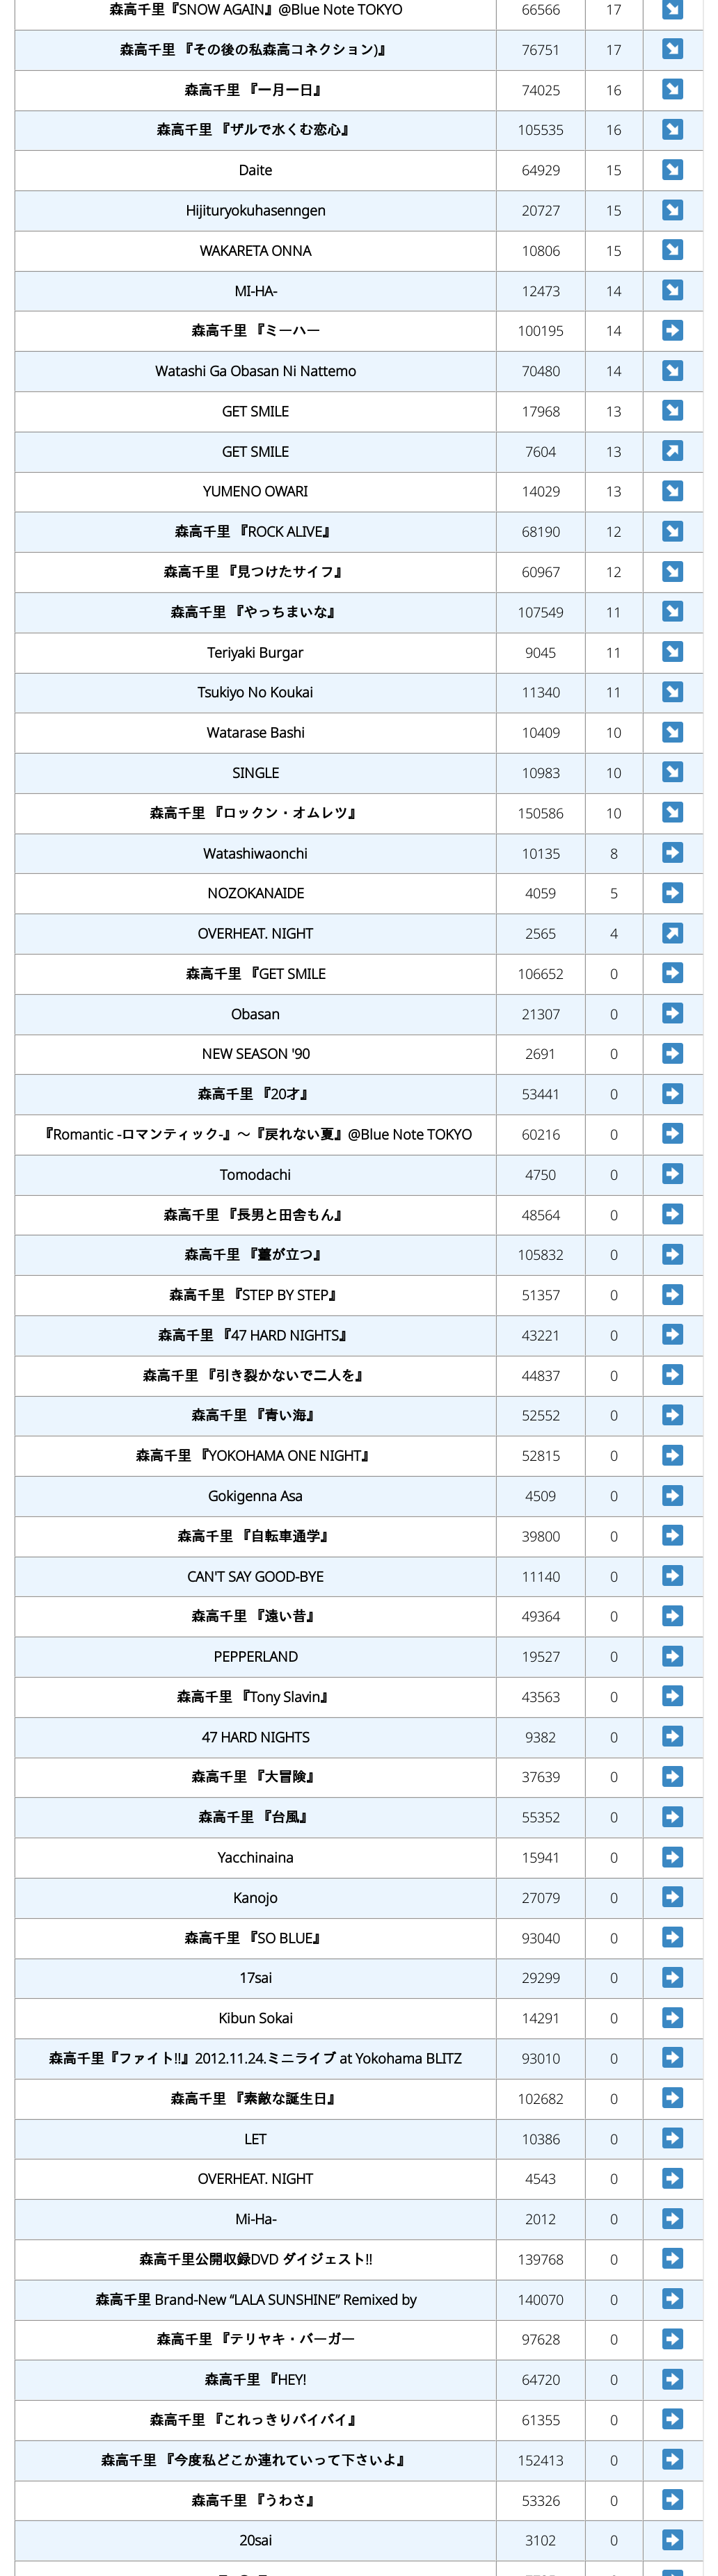 森高千里『SNOW AGAIN』@Blue Note TOKYO 66566 17
森高千里 『その後の私森高コネクション)』 76751 17
森高千里 『一月一日』 74025 16
森高千里 『ザルで水くむ恋心』 105535 16
Daite 64929 15
Hijituryokuhasenngen 20727 15
WAKARETA ONNA 10806 15
MI-HA- 12473 14
森高千里 『ミーハー 100195 14
Watashi Ga Obasan Ni Nattemo 70480 14
GET SMILE 17968 13
GET SMILE 7604 13
YUMENO OWARI 14029 13
森高千里 『ROCK ALIVE』 68190 12
森高千里 『見つけたサイフ』 60967 12
森高千里 『やっちまいな』 107549 11
Teriyaki Burgar 9045 11
Tsukiyo No Koukai 11340 11
Watarase Bashi 10409 10
SINGLE 10983 10
森高千里 『ロックン・オムレツ』 150586 10
Watashiwaonchi 10135 8
NOZOKANAIDE 4059 5
OVERHEAT. NIGHT 2565 4
森高千里 『GET SMILE 106652 0
Obasan 21307 0
NEW SEASON '90 2691 0
森高千里 『20才』 53441 0
『Romantic -ロマンティック-』～『戻れない夏』@Blue Note TOKYO 60216 0
Tomodachi 4750 0
森高千里 『長男と田舎もん』 48564 0
森高千里 『薹が立つ』 105832 0
森高千里 『STEP BY STEP』 51357 0
森高千里 『47 HARD NIGHTS』 43221 0
森高千里 『引き裂かないで二人を』 44837 0
森高千里 『青い海』 52552 0
森高千里 『YOKOHAMA ONE NIGHT』 52815 0
Gokigenna Asa 4509 0
森高千里 『自転車通学』 39800 0
CAN'T SAY GOOD-BYE 11140 0
森高千里 『遠い昔』 49364 0
PEPPERLAND 19527 0
森高千里 『Tony Slavin』 43563 0
47 HARD NIGHTS 9382 0
森高千里 『大冒険』 37639 0
森高千里 『台風』 55352 0
Yacchinaina 15941 0
Kanojo 27079 0
森高千里 『SO BLUE』 93040 0
17sai 29299 0
Kibun Sokai 14291 0
森高千里『ファイト!!』2012.11.24.ミニライブ at Yokohama BLITZ 93010 0
森高千里 『素敵な誕生日』 102682 0
LET 10386 0
OVERHEAT. NIGHT 4543 0
Mi-Ha- 2012 0
森高千里公開収録DVD ダイジェスト!! 139768 0
森高千里 Brand-New “LALA SUNSHINE” Remixed by 140070 0
森高千里 『テリヤキ・バーガー 97628 0
森高千里 『HEY! 64720 0
森高千里 『これっきりバイバイ』 61355 0
森高千里 『今度私どこか連れていって下さいよ』 152413 0
森高千里 『うわさ』 53326 0
20sai 3102 0